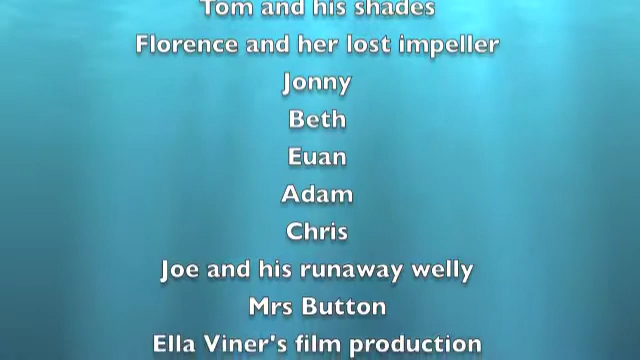 Tom and his shades
Florence and her lost impeller
Jonny
Beth
Euan
Adam
Chris
Joe and his runaway welly
Mrs Button
Ella Viner's film production